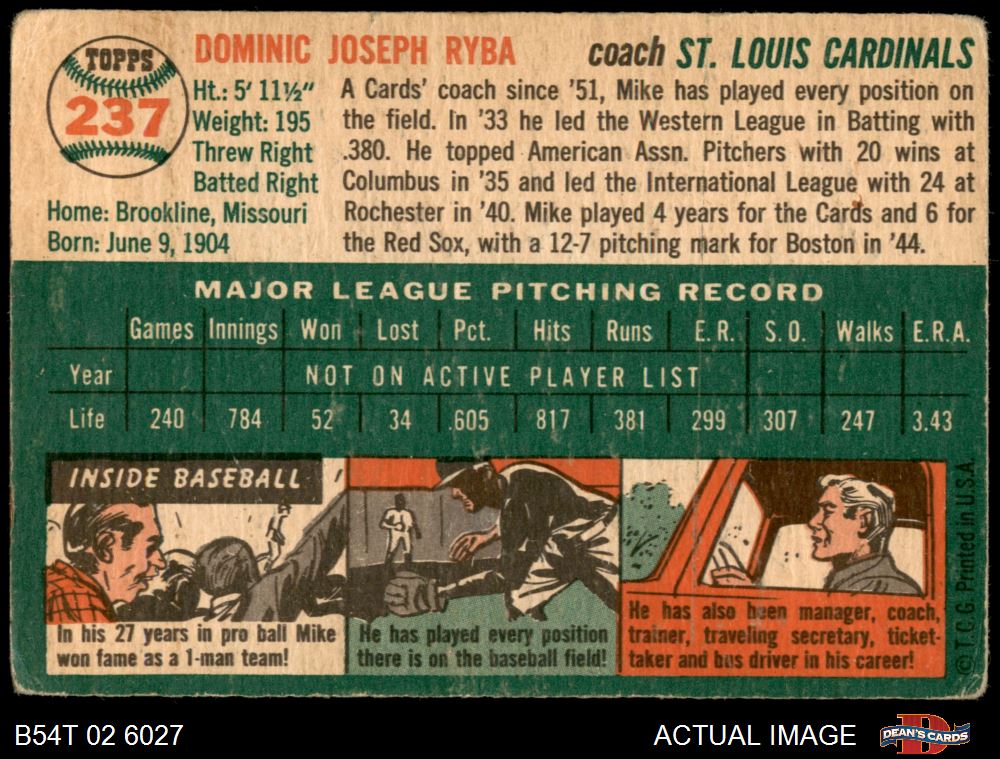 TOPPS
237
DOMINIC JOSEPH RYBA
coach ST. LOUIS CARDINALS
Ht.: 5' 11½"
Weight: 195
Threw Right
Batted Right
Home: Brookline, Missouri
Born: June 9, 1904
A Cards' coach since '51, Mike has played every position on
the field. In '33 he led the Western League in Batting with
.380. He topped American Assn. Pitchers with 20 wins at
Columbus in '35 and led the International League with 24 at
Rochester in '40. Mike played 4 years for the Cards and 6 for
the Red Sox, with a 12-7 pitching mark for Boston in '44.
MAJOR LEAGUE PITCHING RECORD
Games Innings Won Lost Pct. Hits Runs E. R. S. O. Walks E.R.A.
Year NOT ON ACTIVE PLAYER LIST
Life 240 784 52 34 .605 817 381 299 307 247 3.43
INSIDE BASEBALL
In his 27 years in pro ball Mike
won fame as a 1-man team!
He has played every position
there is on the baseball field!
He has also been manager, coach,
trainer, traveling secretary, ticket-
taker and bus driver in his career!
© T.C.G. Printed in U.S.A.
B54T 02 6027
ACTUAL IMAGE
DEAN'S CARDS